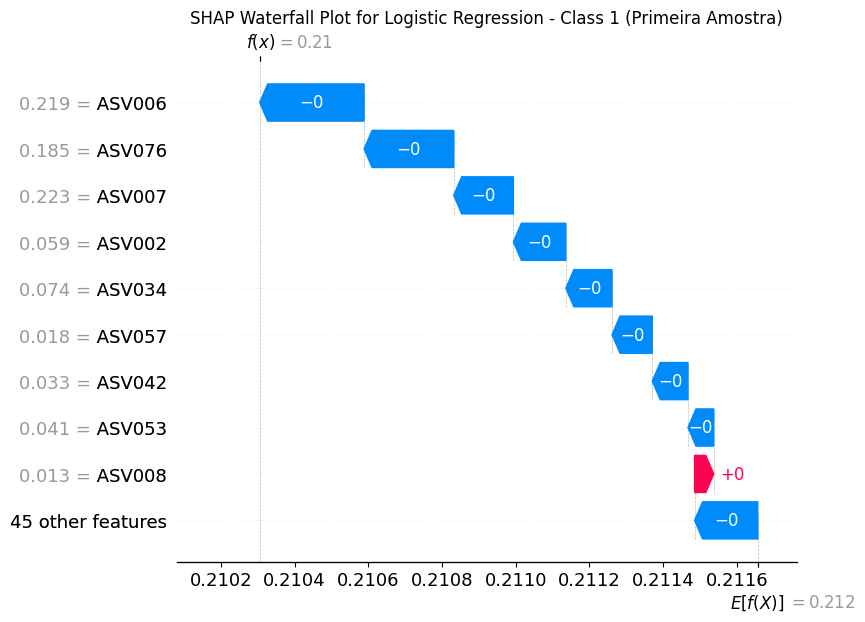 SHAP Waterfall Plot for Logistic Regression - Class 1 (Primeira Amostra)
f(x) = 0.21
0.219 = ASV006
−0
0.185 = ASV076
−0
0.223 = ASV007
−0
0.059 = ASV002
−0
0.074 = ASV034
−0
0.018 = ASV057
−0
0.033 = ASV042
−0
0.041 = ASV053
−0
0.013 = ASV008
+0
45 other features
−0
0.2102 0.2104 0.2106 0.2108 0.2110 0.2112 0.2114 0.2116
E[f(X)] = 0.212